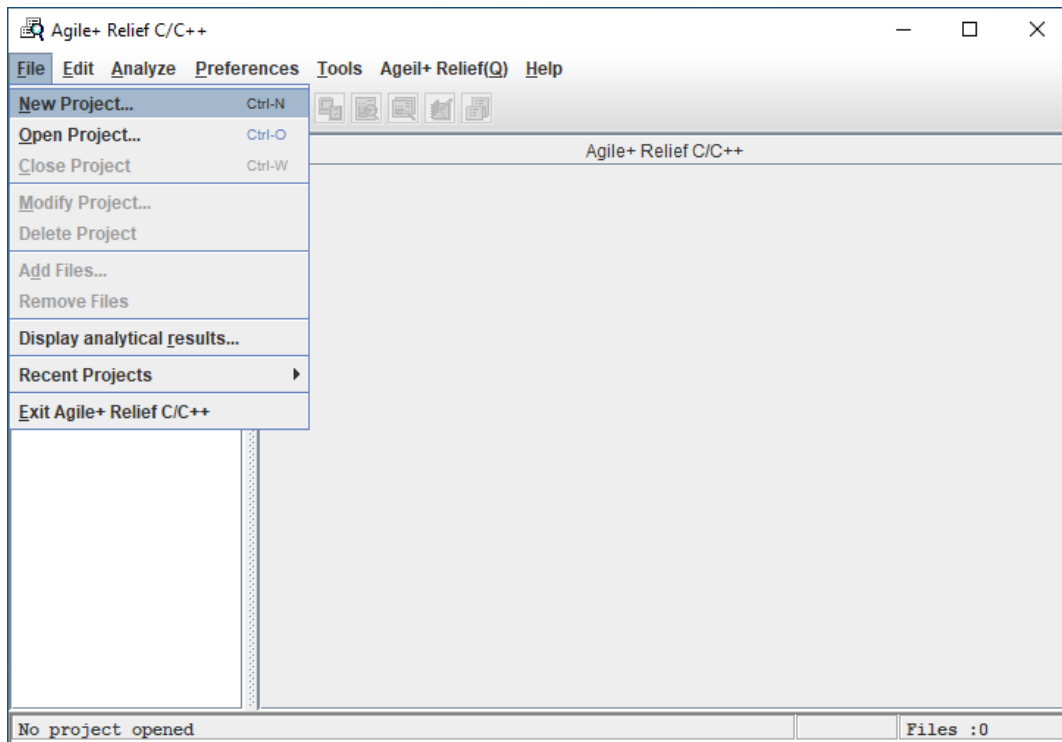 Agile+ Relief C/C++
File Edit Analyze Preferences Tools Ageil+ Relief(Q) Help
New Project... Ctrl-N
Open Project... Ctrl-O
Close Project Ctrl-W
Modify Project...
Delete Project
Add Files...
Remove Files
Display analytical results...
Recent Projects
Exit Agile+ Relief C/C++
Agile+ Relief C/C++
No project opened Files :0